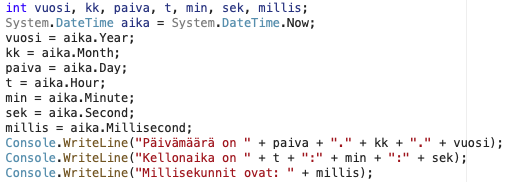 int vuosi, kk, paiva, t, min, sek, millis;
System.DateTime aika = System.DateTime.Now;
vuosi = aika.Year;
kk = aika.Month;
paiva = aika.Day;
t = aika.Hour;
min = aika.Minute;
sek = aika.Second;
millis = aika.Millisecond;
Console.WriteLine("Päivämäärä on " + paiva + "." + kk + "." + vuosi);
Console.WriteLine("Kellonaika on " + t + ":" + min + ":" + sek);
Console.WriteLine("Millisekunnit ovat: " + millis);